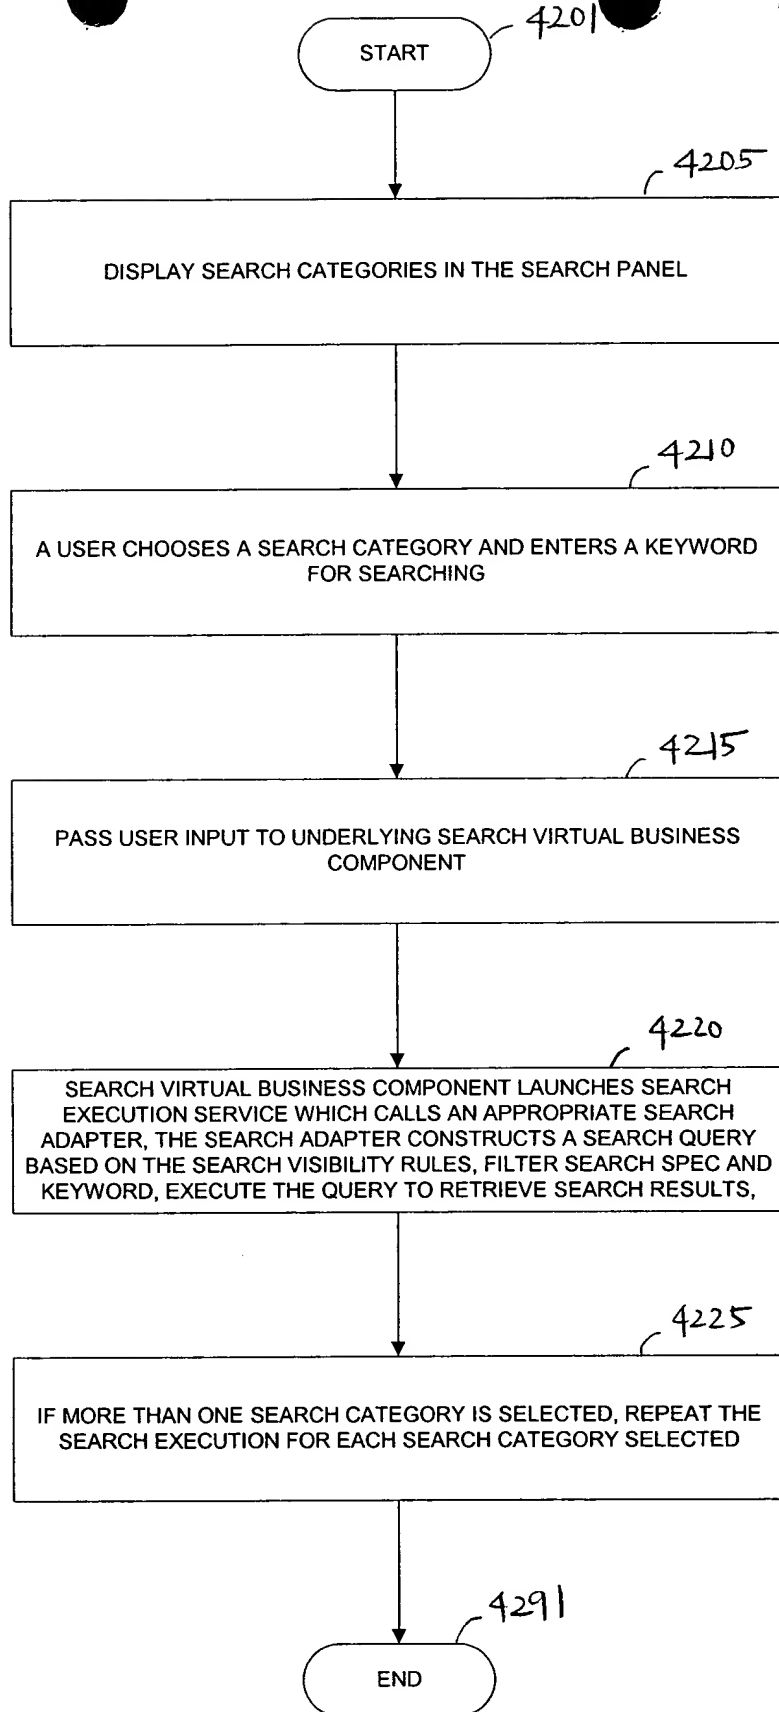 4201
START
4205
DISPLAY SEARCH CATEGORIES IN THE SEARCH PANEL
4210
A USER CHOOSES A SEARCH CATEGORY AND ENTERS A KEYWORD
FOR SEARCHING
4215
PASS USER INPUT TO UNDERLYING SEARCH VIRTUAL BUSINESS
COMPONENT
4220
SEARCH VIRTUAL BUSINESS COMPONENT LAUNCHES SEARCH
EXECUTION SERVICE WHICH CALLS AN APPROPRIATE SEARCH
ADAPTER, THE SEARCH ADAPTER CONSTRUCTS A SEARCH QUERY
BASED ON THE SEARCH VISIBILITY RULES, FILTER SEARCH SPEC AND
KEYWORD, EXECUTE THE QUERY TO RETRIEVE SEARCH RESULTS,
4225
IF MORE THAN ONE SEARCH CATEGORY IS SELECTED, REPEAT THE
SEARCH EXECUTION FOR EACH SEARCH CATEGORY SELECTED
4291
END